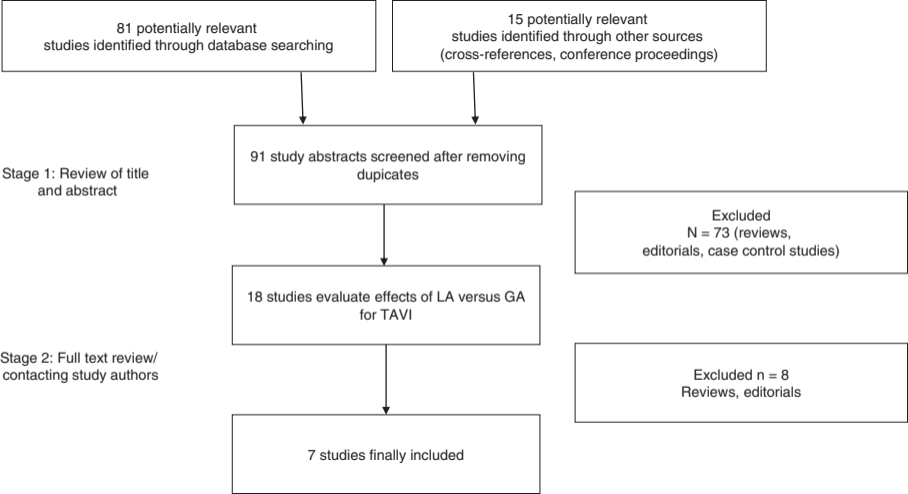 81 potentially relevant
studies identified through database searching
15 potentially relevant
studies identified through other sources
(cross-references, conference proceedings)
91 study abstracts screened after removing
dupicates
Stage 1: Review of title
and abstract
Excluded
N = 73 (reviews,
editorials, case control studies)
18 studies evaluate effects of LA versus GA
for TAVI
Stage 2: Full text review/
contacting study authors
Excluded n = 8
Reviews, editorials
7 studies finally included